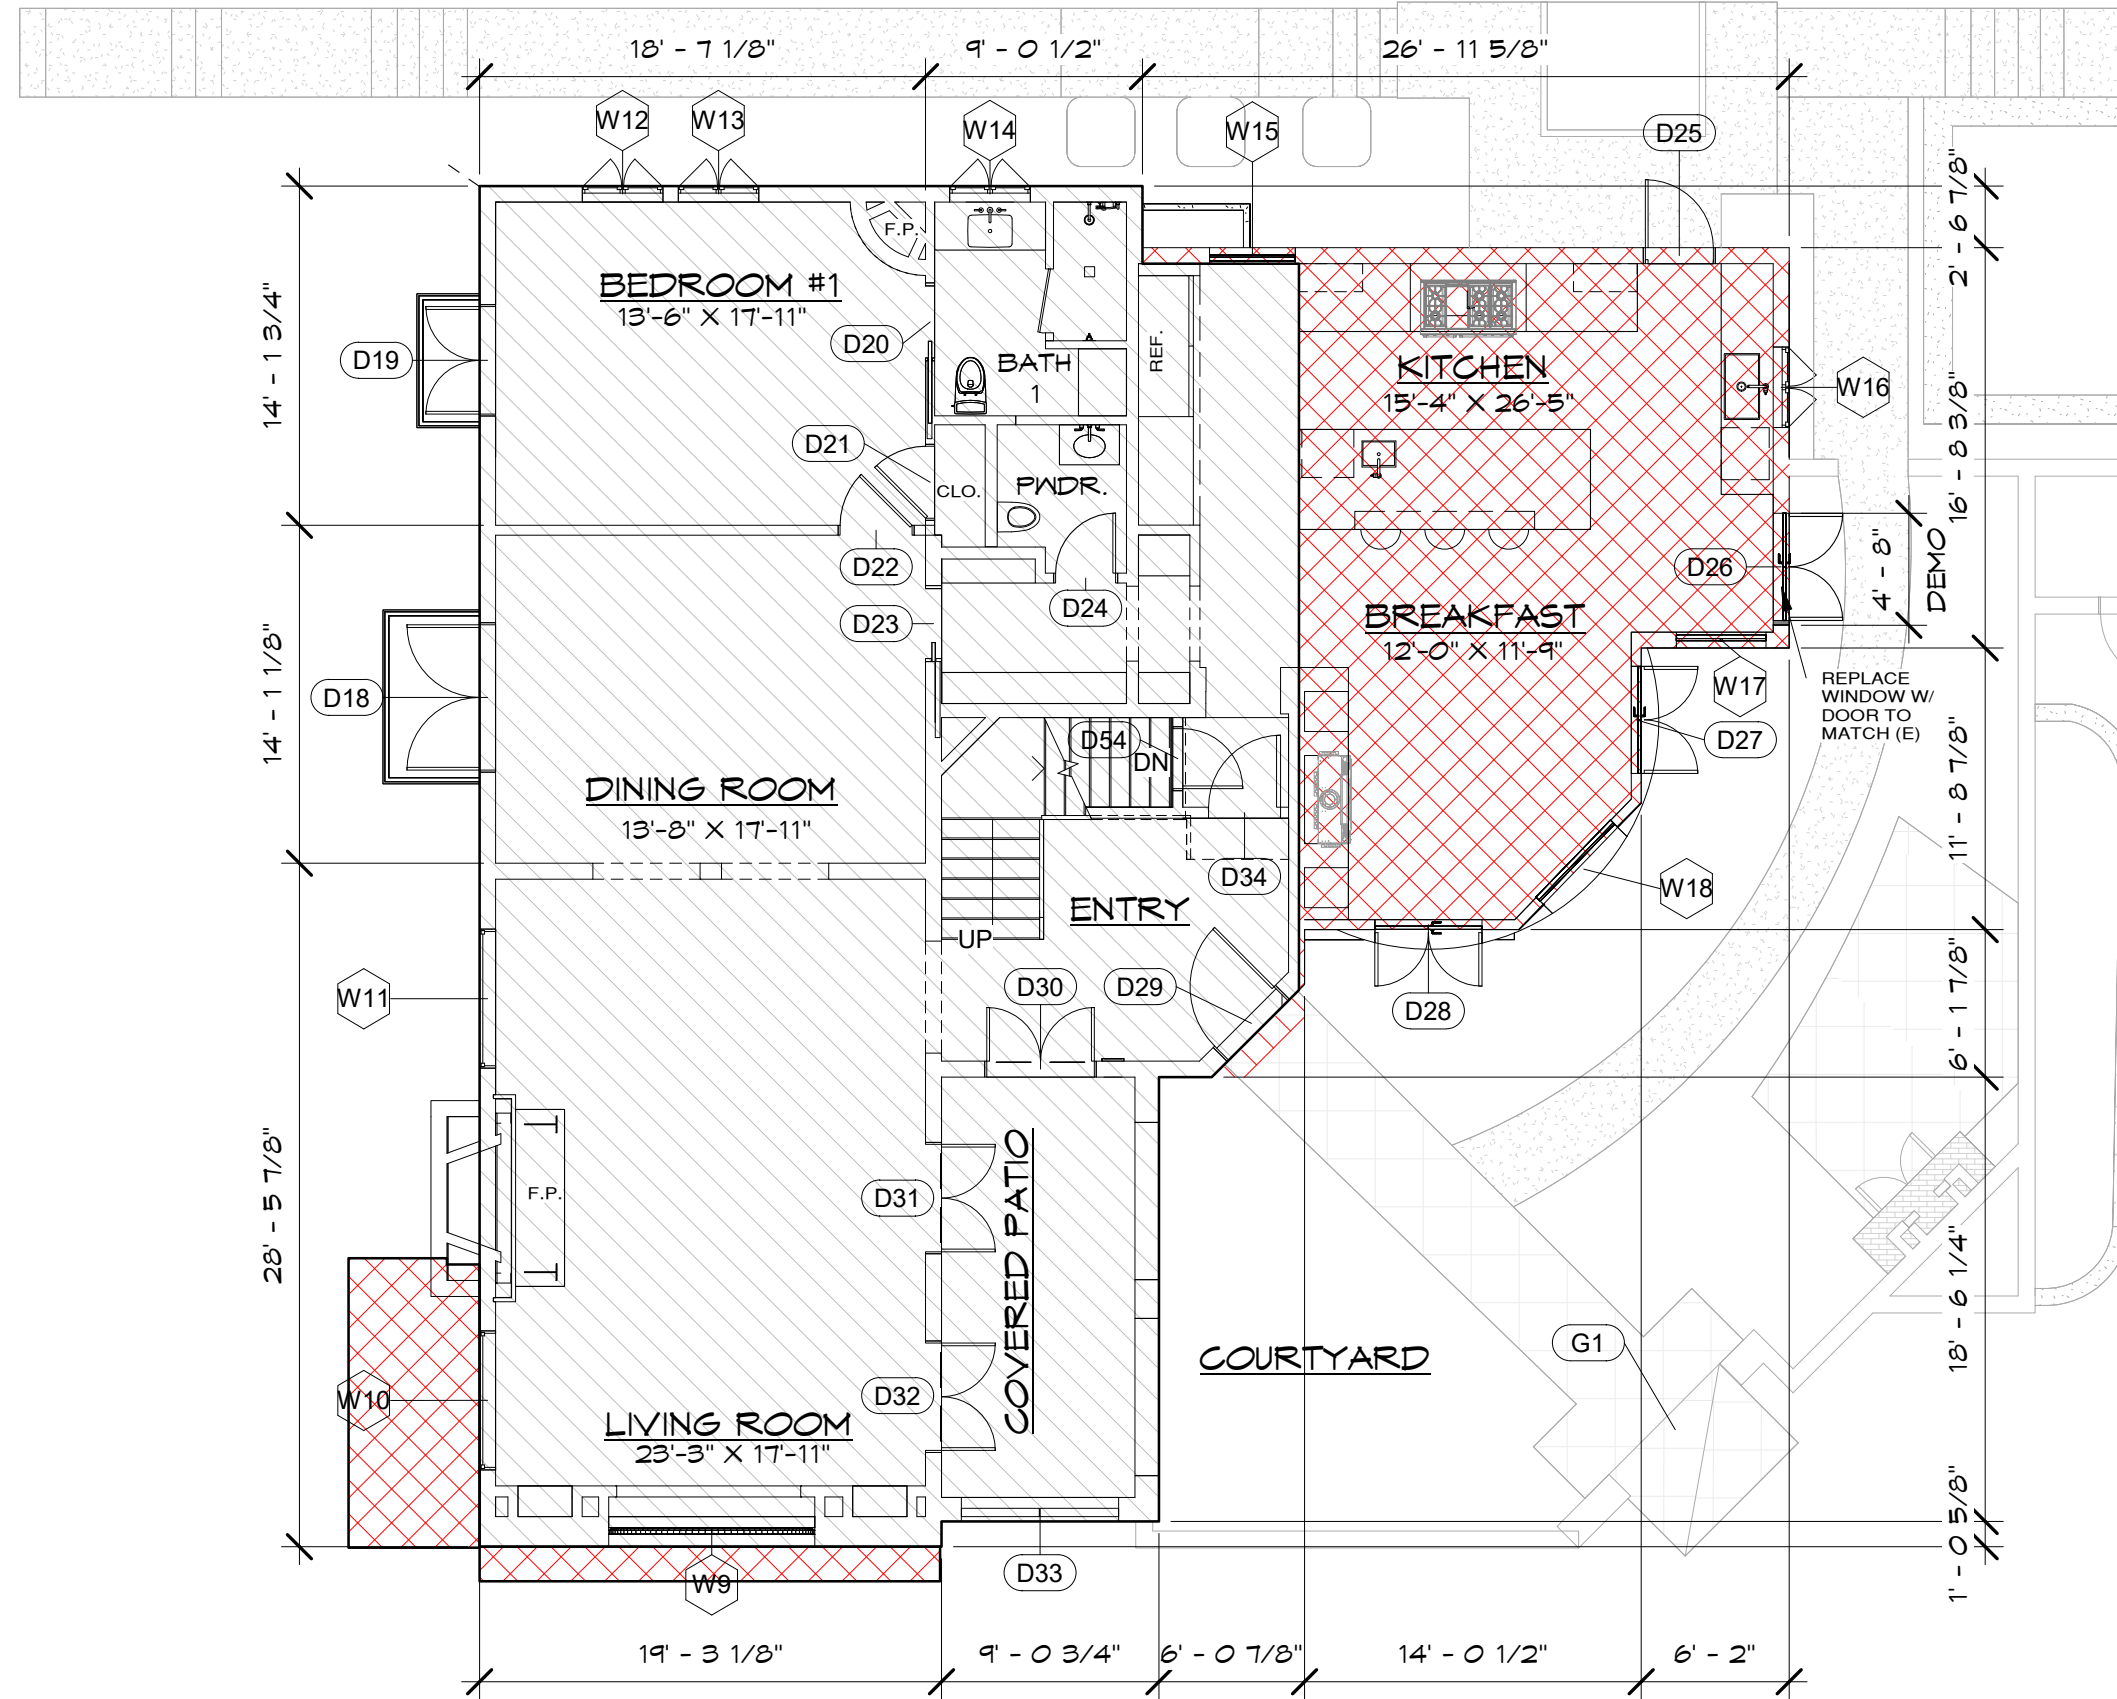 18' - 7 1/8"
9' - 0 1/2"
26' - 11 5/8"
W12
W13
W14
W15
D25
2' - 6 7/8"
F.P.
BEDROOM #1
13'-6" X 17'-11"
14' - 1 3/4"
D19
D20
BATH
1
REF.
KITCHEN
15'-4" X 26'-5"
W16
16' - 8 3/8"
D21
CLO.
PWDR.
D22
D24
D26
4' - 8"
DEMO
D23
BREAKFAST
12'-0" X 11'-9"
14' - 1 1/8"
D18
W17
REPLACE
WINDOW W/
DOOR TO
MATCH (E)
D27
D54
DN
11' - 8 7/8"
DINING ROOM
13'-8" X 17'-11"
D34
W18
ENTRY
UP
W11
D30
D29
D28
6' - 1 7/8"
28' - 5 7/8"
F.P.
D31
COVERED PATIO
18' - 6 1/4"
G1
COURTYARD
W10
D32
LIVING ROOM
23'-3" X 17'-11"
1' - 0 5/8"
W9
D33
19' - 3 1/8"
9' - 0 3/4"
6' - 0 7/8"
14' - 0 1/2"
6' - 2"